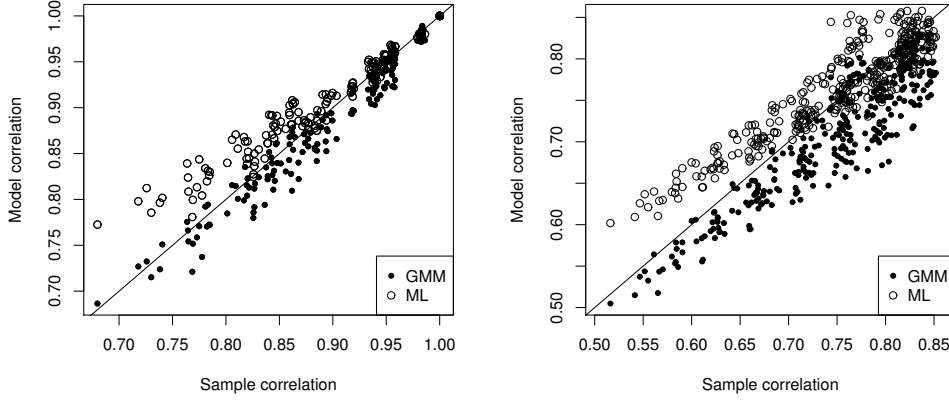 1.00
0.95
0.90
0.85
0.80
0.75
0.70
Model correlation
GMM
ML
0.70 0.75 0.80 0.85 0.90 0.95 1.00
Sample correlation
0.80
0.70
0.60
0.50
Model correlation
GMM
ML
0.50 0.55 0.60 0.65 0.70 0.75 0.80 0.85
Sample correlation